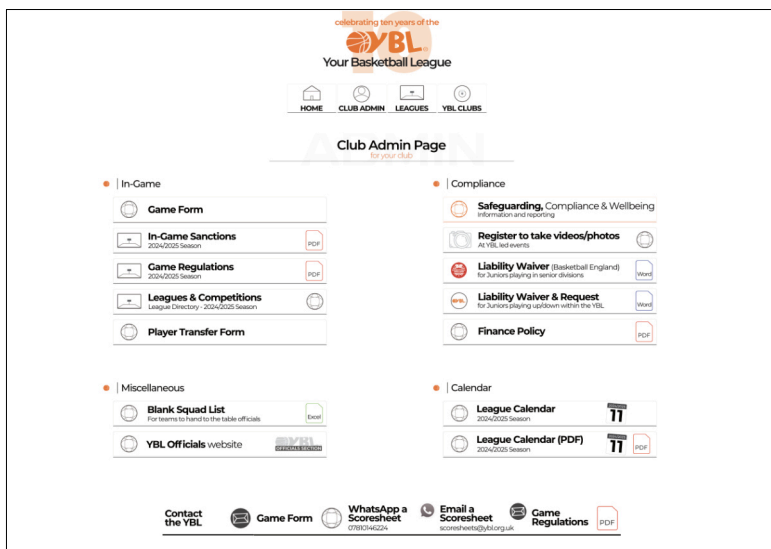 celebrating ten years of the
10
YBL
Your Basketball League
HOME
CLUB ADMIN
LEAGUES
YBL CLUBS
ADMIN
Club Admin Page
for your club
In-Game
Game Form
In-Game Sanctions
2024/2025 Season
PDF
Game Regulations
2024/2025 Season
PDF
Leagues & Competitions
League Directory - 2024/2025 Season
Player Transfer Form
Compliance
Safeguarding, Compliance & Wellbeing
Information and reporting
Register to take videos/photos
At YBL led events
Liability Waiver (Basketball England)
for Juniors playing in senior divisions
Word
YBL
Liability Waiver & Request
for Juniors playing up/down within the YBL
Word
Finance Policy
PDF
Miscellaneous
Blank Squad List
For teams to hand to the table officials
Excel
YBL Officials website
YBL
OFFICIALS SECTION
Calendar
League Calendar
2024/2025 Season
11
League Calendar (PDF)
2024/2025 Season
11
PDF
Contact
the YBL
Game Form
WhatsApp a
Scoresheet
07810146224
Email a
Scoresheet
scoresheets@ybl.org.uk
Game
Regulations
PDF